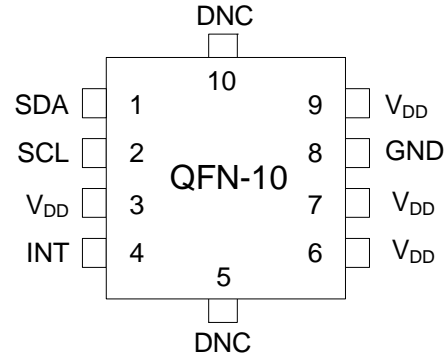 DNC
10
SDA 1 9 VDD
SCL 2 8 GND
QFN-10
VDD 3 7 VDD
INT 4 6 VDD
5
DNC